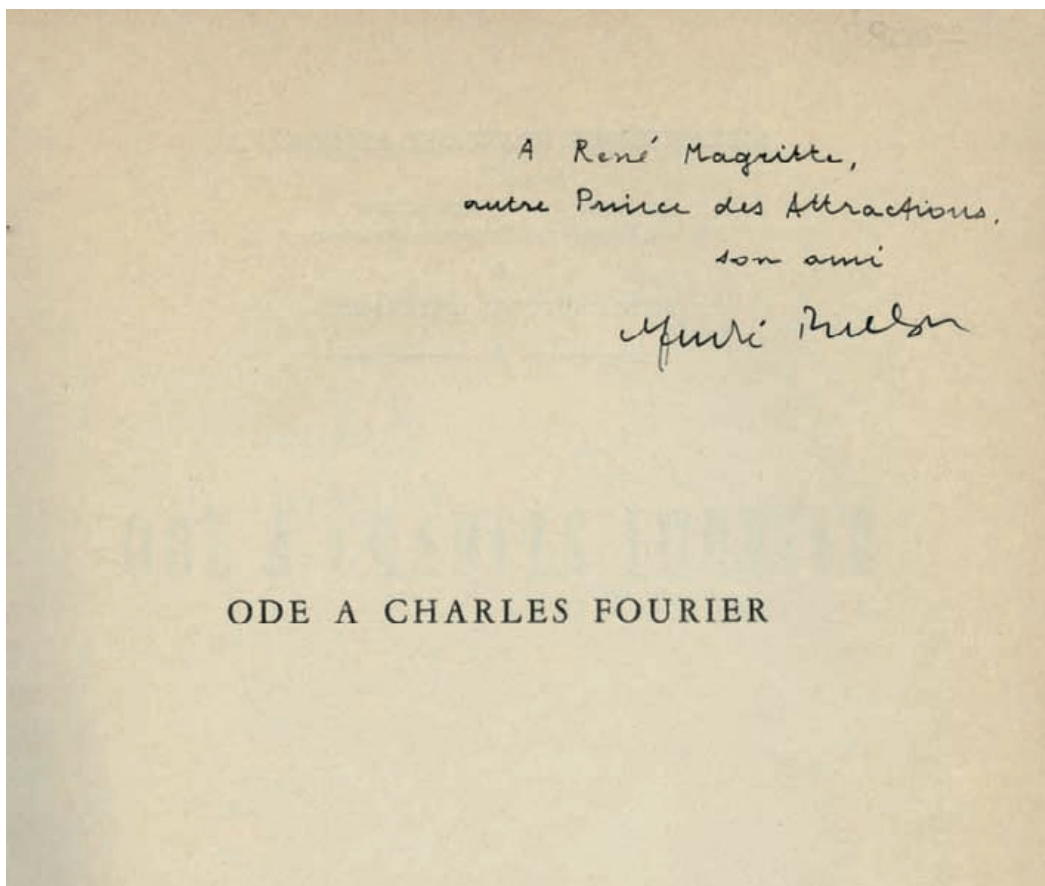 A René Magritte,
autre Prince des Attractions,
son ami
André Breton
ODE A CHARLES FOURIER